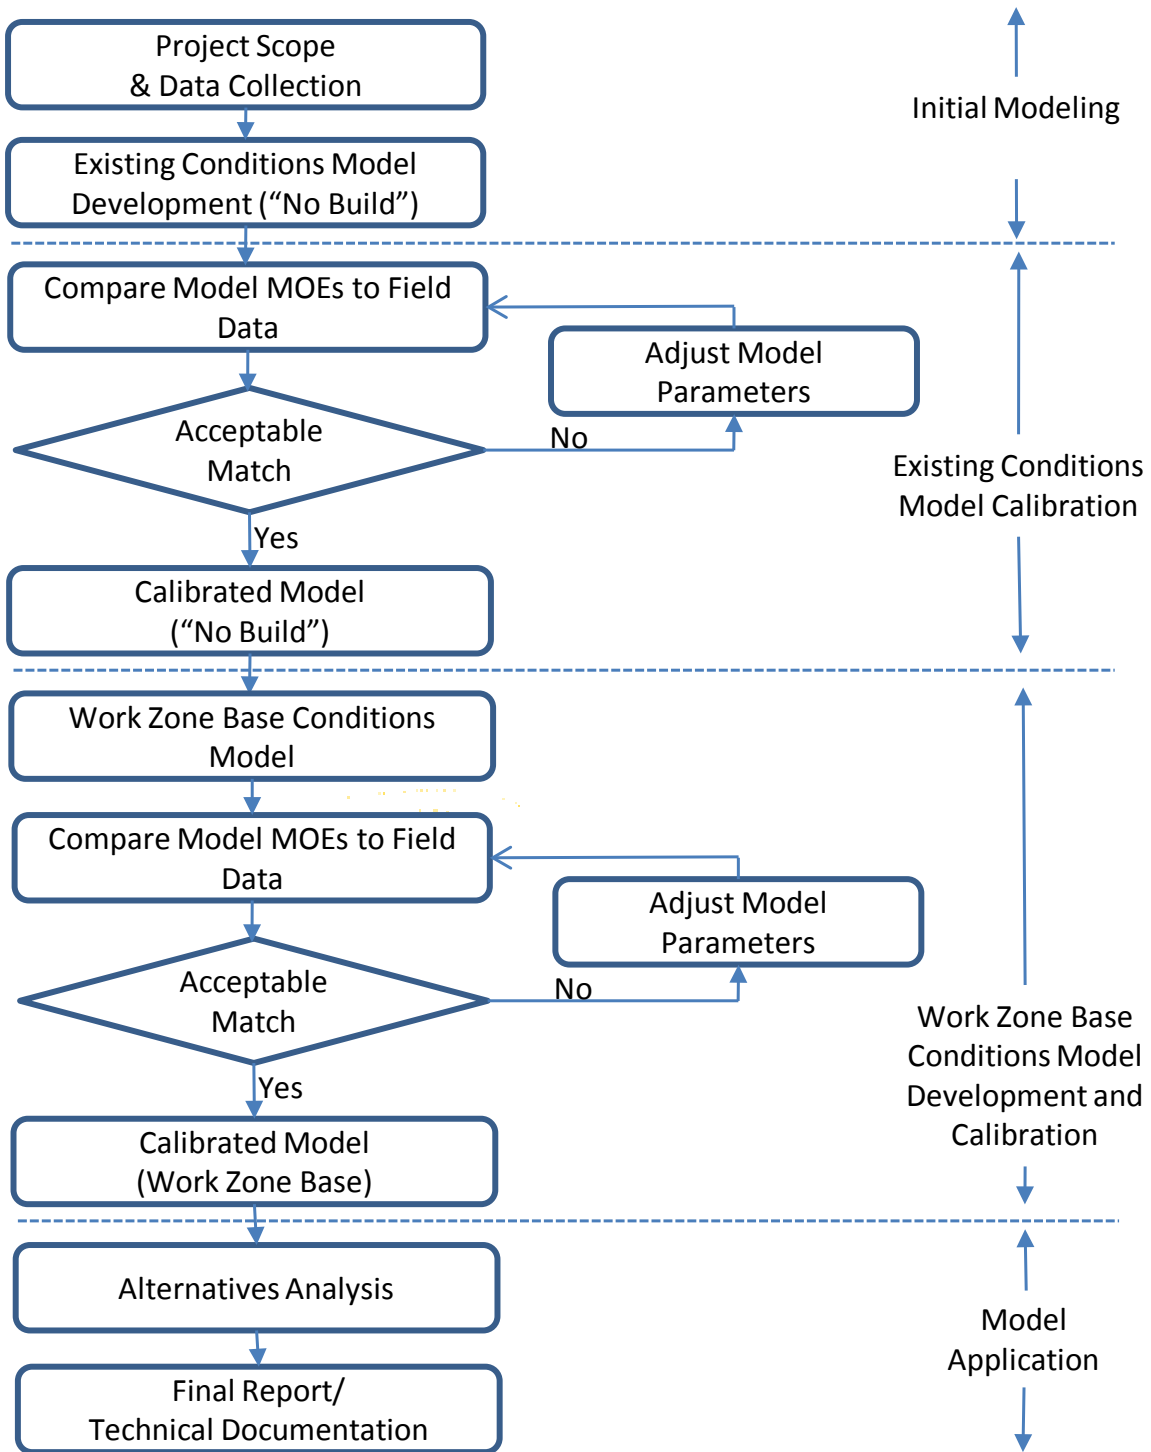 Project Scope
& Data Collection
Initial Modeling
Existing Conditions Model
Development (“No Build”)
Compare Model MOEs to Field
Data
Adjust Model
Parameters
Acceptable
Match
No
Existing Conditions
Model Calibration
Yes
Calibrated Model
(“No Build”)
Work Zone Base Conditions
Model
Compare Model MOEs to Field
Data
Adjust Model
Parameters
Acceptable
Match
No
Work Zone Base
Conditions Model
Development and
Calibration
Yes
Calibrated Model
(Work Zone Base)
Alternatives Analysis
Model
Application
Final Report/
Technical Documentation